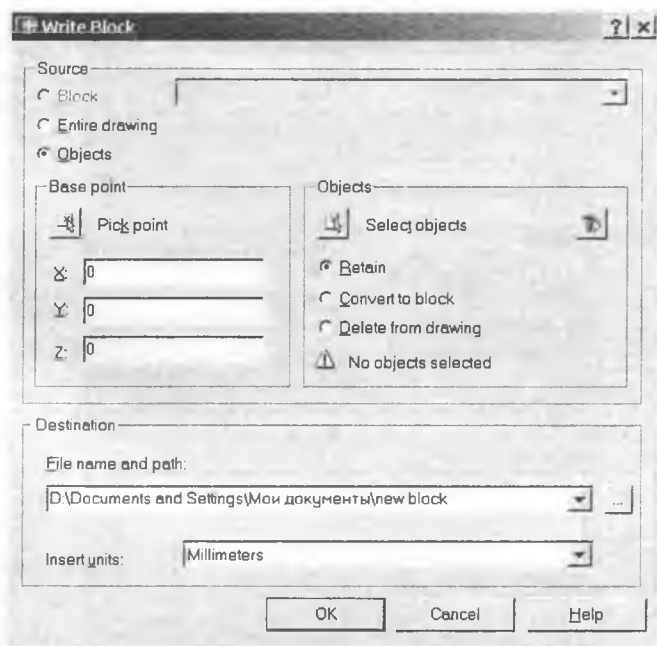 Write Block
Source
Block
Entire drawing
Objects
Base point
Pick point
X: 0
Y: 0
Z: 0
Objects
Select objects
Retain
Convert to block
Delete from drawing
No objects selected
Destination
File name and path:
D:\Documents and Settings\Мои документы\new block
...
Insert units: Millimeters
OK Cancel Help